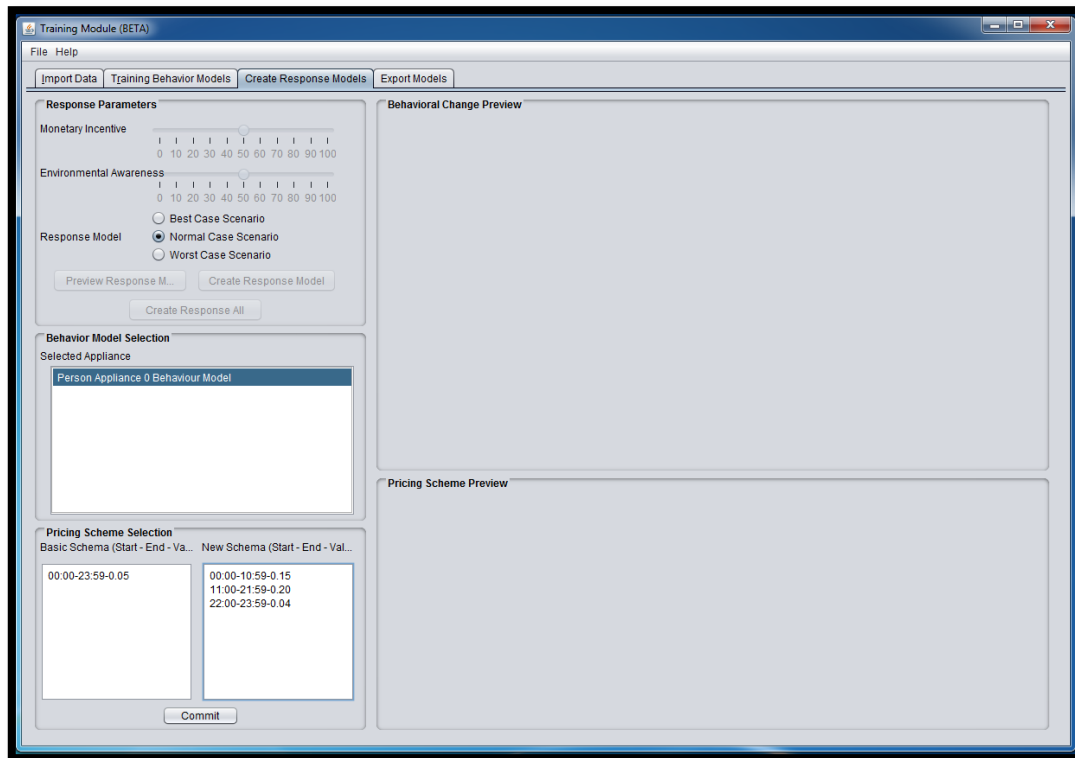 Training Module (BETA)
File Help
Import Data Training Behavior Models Create Response Models Export Models
Response Parameters
Monetary Incentive
0 10 20 30 40 50 60 70 80 90 100
Environmental Awareness
0 10 20 30 40 50 60 70 80 90 100
Best Case Scenario
Response Model Normal Case Scenario
Worst Case Scenario
Preview Response M... Create Response Model
Create Response All
Behavior Model Selection
Selected Appliance
Person Appliance 0 Behaviour Model
Pricing Scheme Selection
Basic Schema (Start - End - Va... New Schema (Start - End - Val...
00:00-23:59-0.05 00:00-10:59-0.15
11:00-21:59-0.20
22:00-23:59-0.04
Commit
Behavioral Change Preview
Pricing Scheme Preview